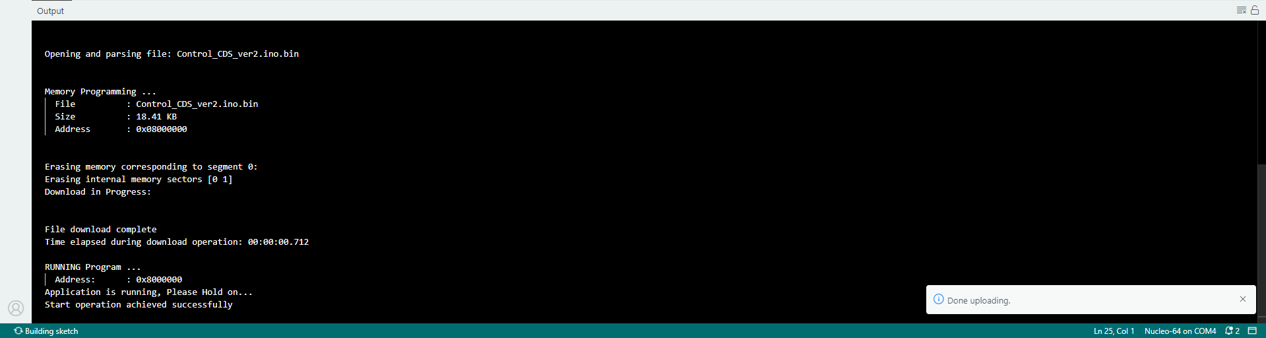 Output
Opening and parsing file: Control_CDS_ver2.ino.bin
Memory Programming ...
File : Control_CDS_ver2.ino.bin
Size : 18.41 KB
Address : 0x08000000
Erasing memory corresponding to segment 0:
Erasing internal memory sectors [0 1]
Download in Progress:
File download complete
Time elapsed during download operation: 00:00:00.712
RUNNING Program ...
Address: : 0x8000000
Application is running, Please Hold on...
Start operation achieved successfully
Done uploading.
Building sketch
Ln 25, Col 1 Nucleo-64 on COM4 2